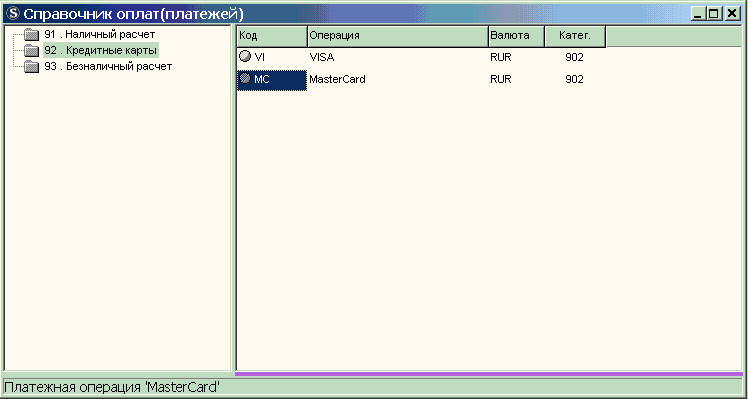 Справочник оплат(платежей)
91 . Наличный расчет
92 . Кредитные карты
93 . Безналичный расчет
Код Операция Валюта Катег.
VI VISA RUR 902
MC MasterCard RUR 902
Платежная операция 'MasterCard'